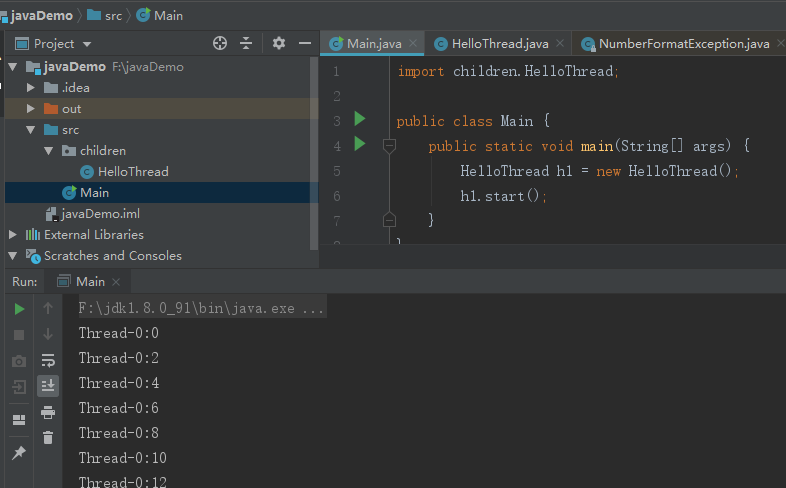 javaDemo src Main
Project
Main.java HelloThread.java NumberFormatException.java
javaDemo F:\javaDemo
.idea
out
src
children
HelloThread
Main
javaDemo.iml
External Libraries
Scratches and Consoles
1 import children.HelloThread;
2
3 public class Main {
4 public static void main(String[] args) {
5 HelloThread h1 = new HelloThread();
6 h1.start();
7 }
}
Run: Main
F:\jdk1.8.0_91\bin\java.exe ...
Thread-0:0
Thread-0:2
Thread-0:4
Thread-0:6
Thread-0:8
Thread-0:10
Thread-0:12